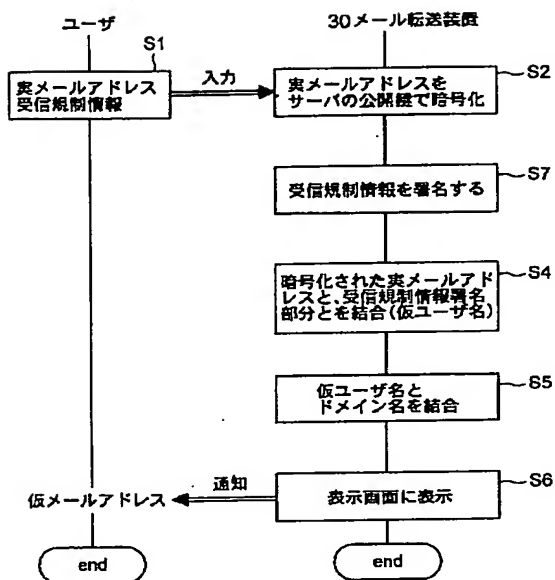 ユーザ
30メール転送装置
S1
実メールアドレス
受信規制情報
入力
S2
実メールアドレスを
サーバの公開鍵で暗号化
S7
受信規制情報を署名する
S4
暗号化された実メールアド
レスと、受信規制情報署名
部分とを結合(仮ユーザ名)
S5
仮ユーザ名と
ドメイン名を結合
S6
表示画面に表示
通知
仮メールアドレス
end
end